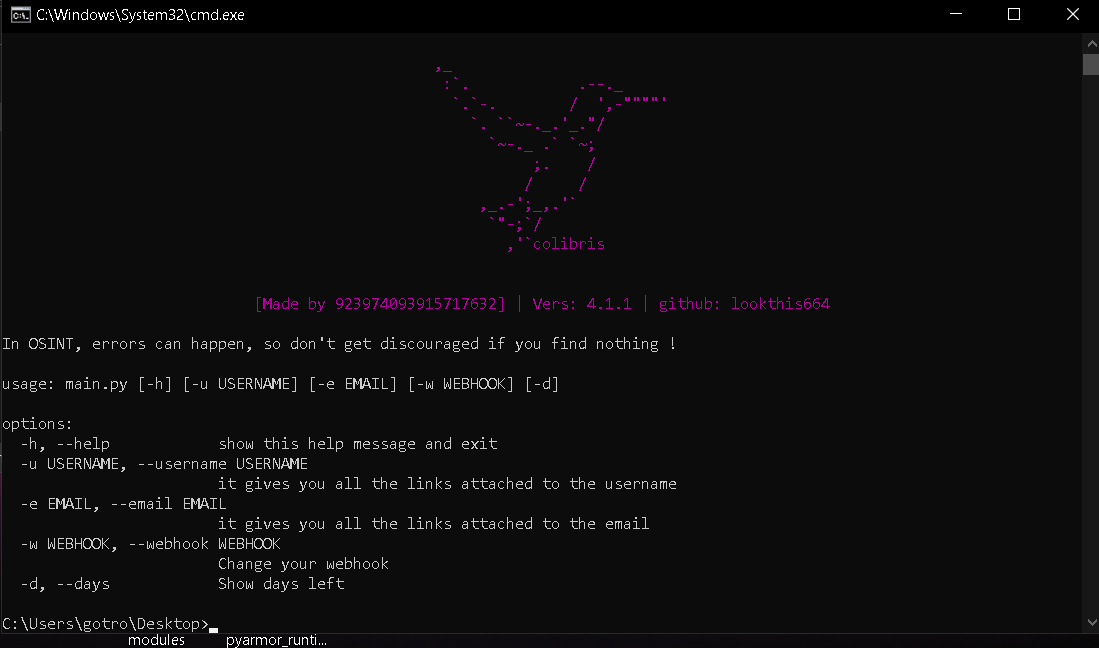 C:\Windows\System32\cmd.exe
colibris
[Made by 923974093915717632] | Vers: 4.1.1 | github: lookthis664
In OSINT, errors can happen, so don't get discouraged if you find nothing !
usage: main.py [-h] [-u USERNAME] [-e EMAIL] [-w WEBHOOK] [-d]
options:
-h, --help show this help message and exit
-u USERNAME, --username USERNAME
it gives you all the links attached to the username
-e EMAIL, --email EMAIL
it gives you all the links attached to the email
-w WEBHOOK, --webhook WEBHOOK
Change your webhook
-d, --days Show days left
C:\Users\gotro\Desktop>
modules pyarmor_runti...